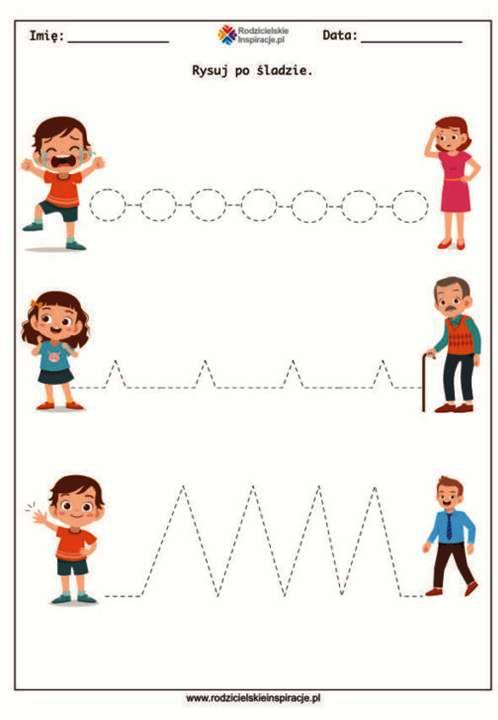 Imię: Rodzicielskie Inspiracje.pl Data:
Rysuj po śladzie.
www.rodzicielskieinspiracje.pl